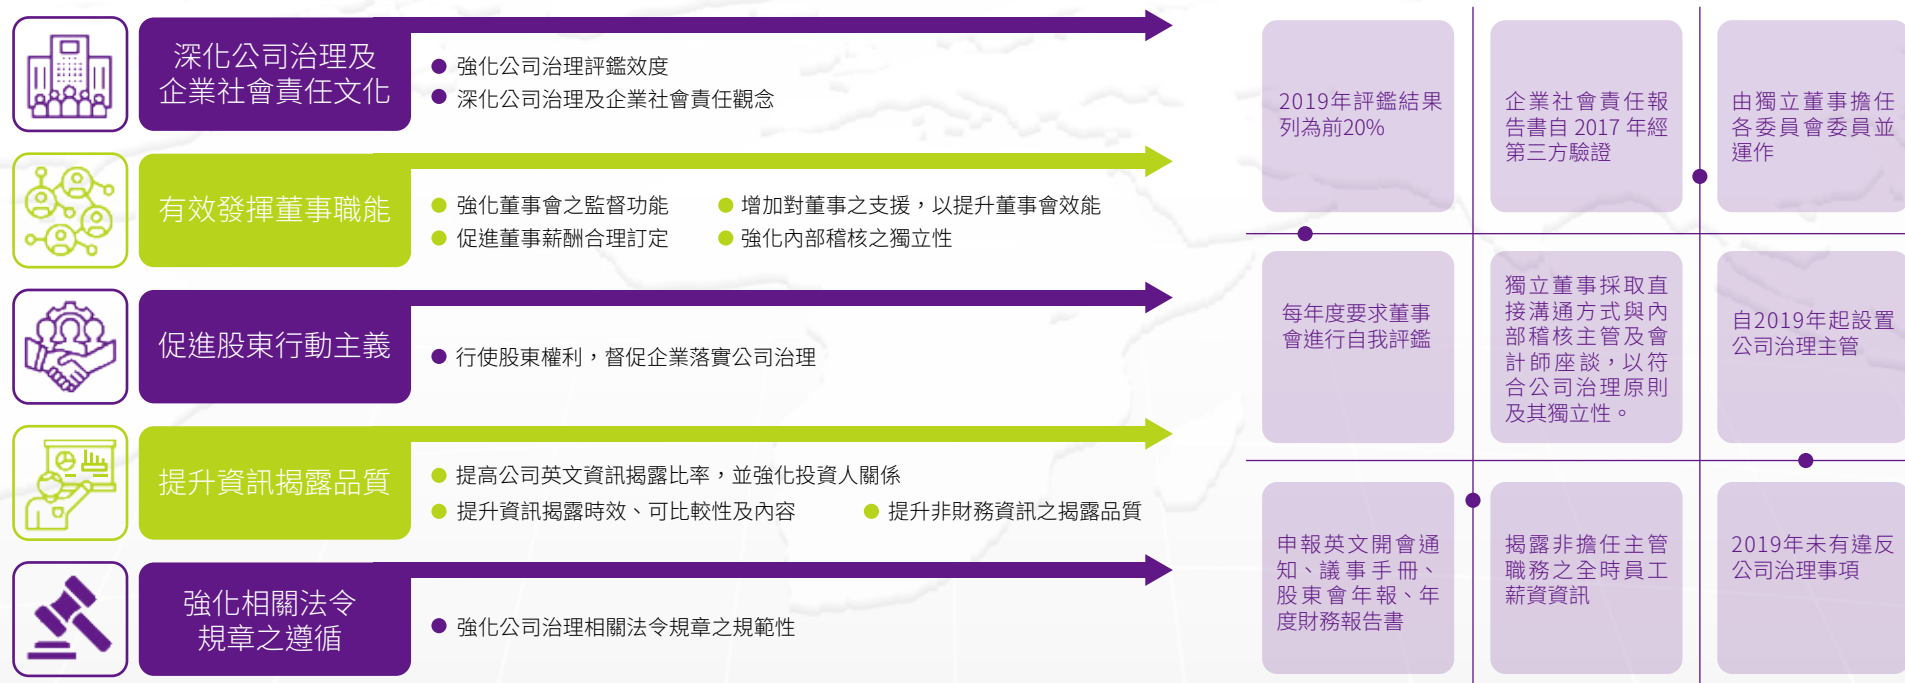 深化公司治理及
企業社會責任文化
● 強化公司治理評鑑效度
● 深化公司治理及企業社會責任觀念
有效發揮董事職能
● 強化董事會之監督功能 ● 增加對董事之支援，以提升董事會效能
● 促進董事薪酬合理訂定 ● 強化內部稽核之獨立性
促進股東行動主義
● 行使股東權利，督促企業落實公司治理
提升資訊揭露品質
● 提高公司英文資訊揭露比率，並強化投資人關係
● 提升資訊揭露時效、可比較性及內容 ● 提升非財務資訊之揭露品質
強化相關法令
規章之遵循
● 強化公司治理相關法令規章之規範性
2019年評鑑結果
列為前20%
企業社會責任報
告書自 2017 年經
第三方驗證
由獨立董事擔任
各委員會委員並
運作
每年度要求董事
會進行自我評鑑
獨立董事採取直
接溝通方式與內
部稽核主管及會
計師座談，以符
合公司治理原則
及其獨立性。
自2019年起設置
公司治理主管
申報英文開會通
知、議事手冊、
股東會年報、年
度財務報告書
揭露非擔任主管
職務之全時員工
薪資資訊
2019年未有違反
公司治理事項